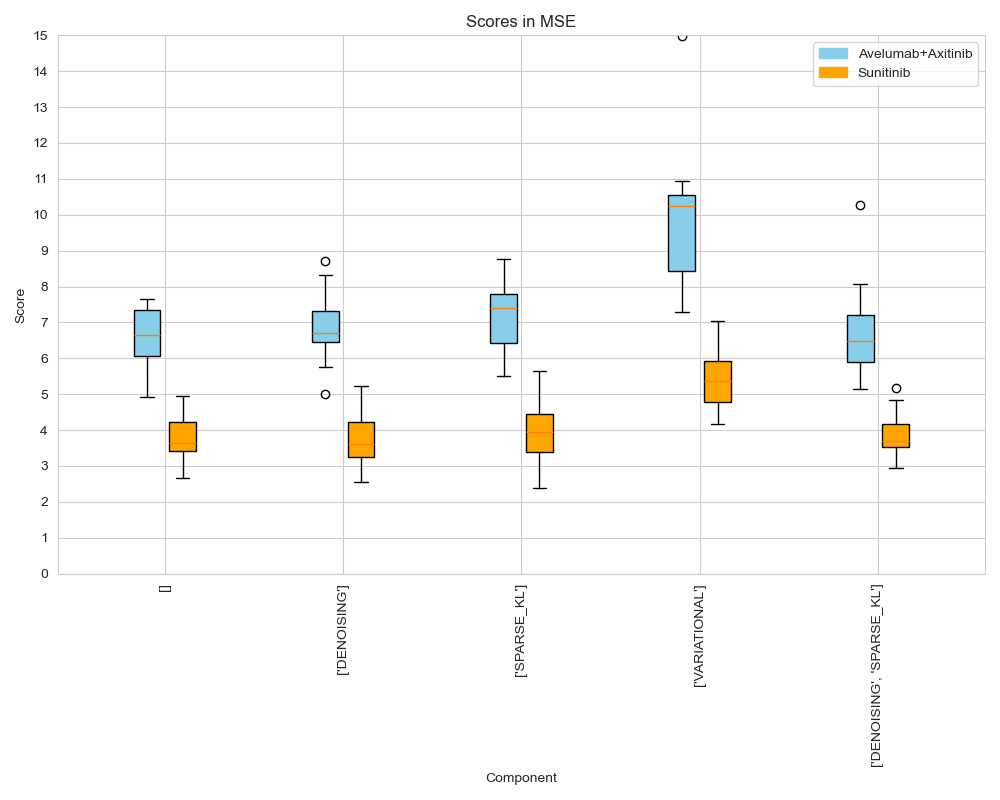 Scores in MSE
Avelumab+Axitinib
Sunitinib
Score
15
14
13
12
11
10
9
8
7
6
5
4
3
2
1
0
[]
['DENOISING']
['SPARSE_KL']
['VARIATIONAL']
['DENOISING', 'SPARSE_KL']
Component